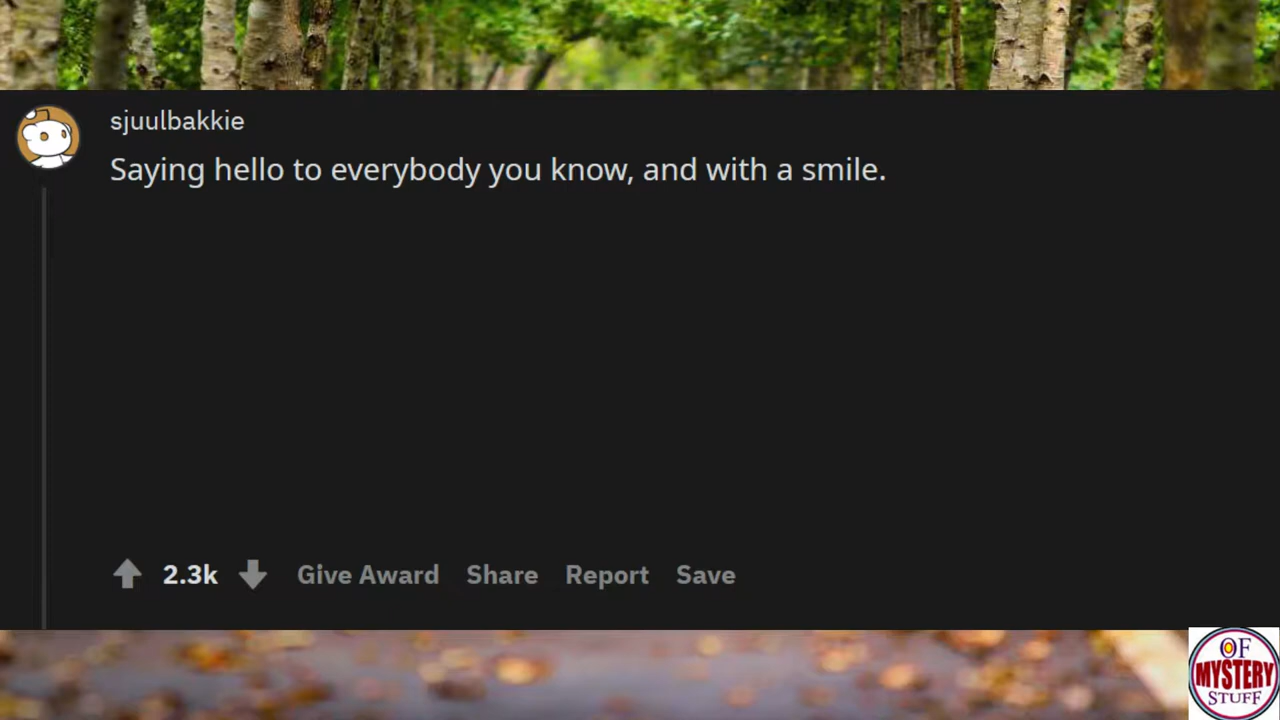 sjuulbakkie
Saying hello to everybody you know, and with a smile.
2.3k Give Award Share Report Save
OF
MYSTERY
STUFF